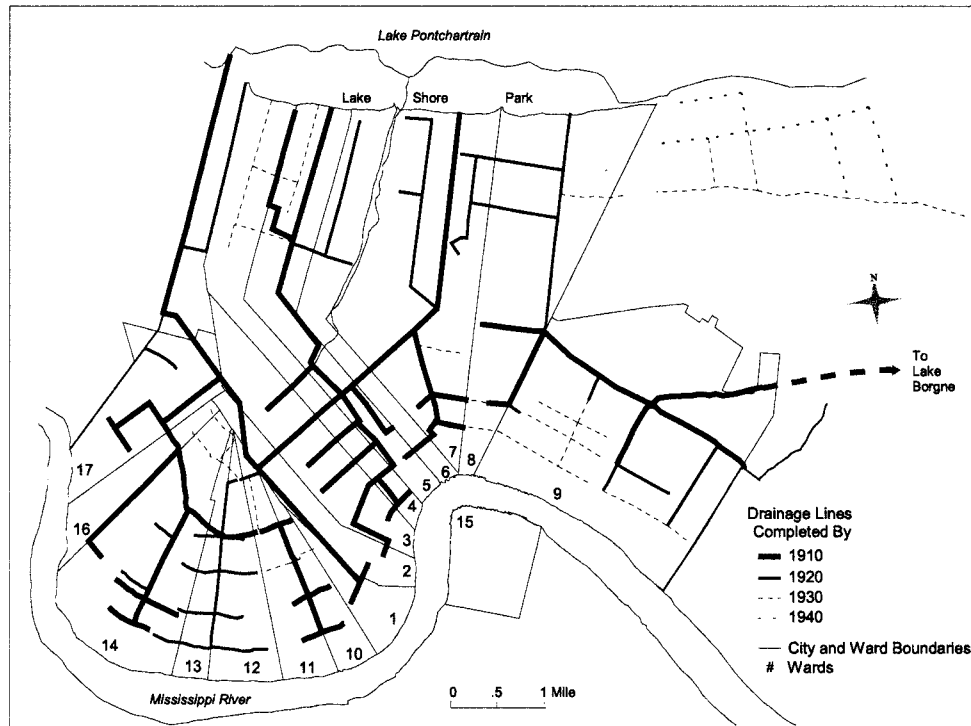 Lake Pontchartrain
Lake Shore Park
N
To
Lake
Borgne
17
16
14
13
12
11
10
1
2
3
4
5
6
7
8
9
15
Drainage Lines
Completed By
1910
1920
1930
1940
City and Ward Boundaries
# Wards
0 .5 1 Mile
Mississippi River